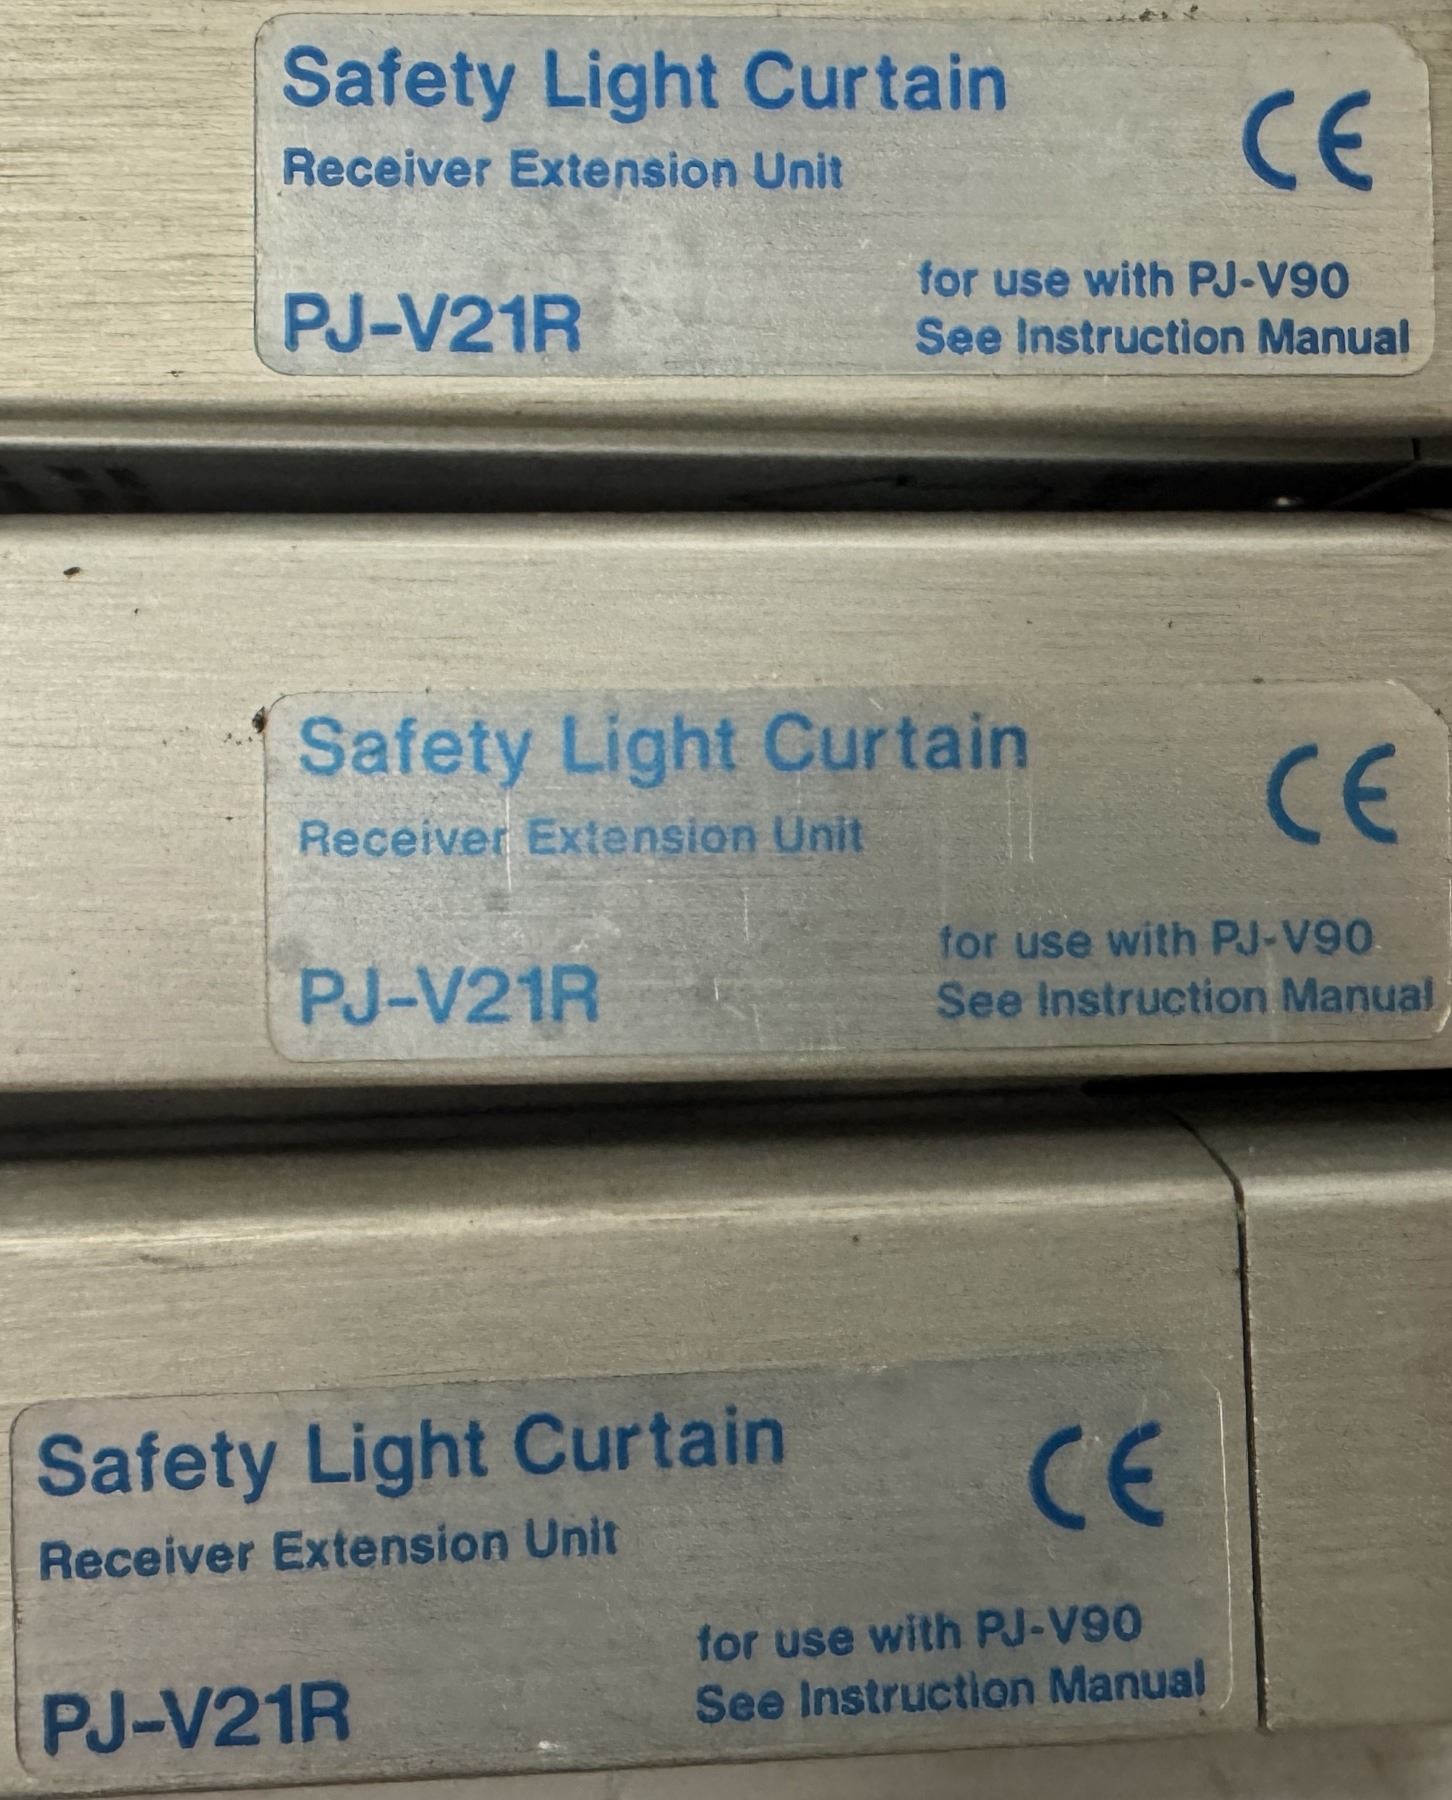 Safety Light Curtain
Receiver Extension Unit
CE
PJ-V21R
for use with PJ-V90
See Instruction Manual
Safety Light Curtain
Receiver Extension Unit
CE
PJ-V21R
for use with PJ-V90
See Instruction Manual
Safety Light Curtain
Receiver Extension Unit
CE
PJ-V21R
for use with PJ-V90
See Instruction Manual